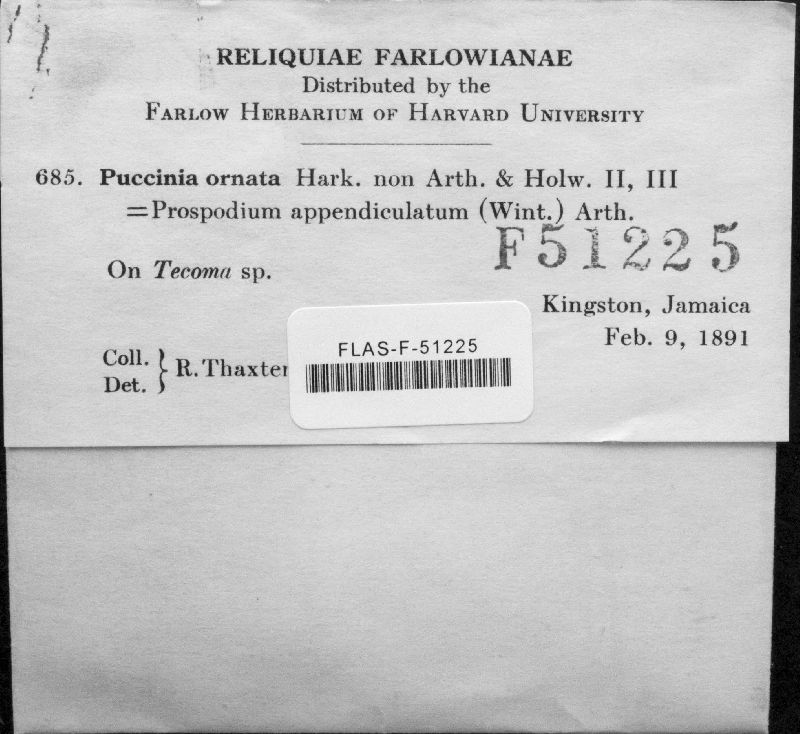 RELIQUIAE FARLOWIANAE
Distributed by the
FARLOW HERBARIUM OF HARVARD UNIVERSITY
685. Puccinia ornata Hark. non Arth. & Holw. II, III
=Prospodium appendiculatum (Wint.) Arth.
F51225
On Tecoma sp.
Kingston, Jamaica
Feb. 9, 1891
Coll.
Det. } R. Thaxter
FLAS-F-51225